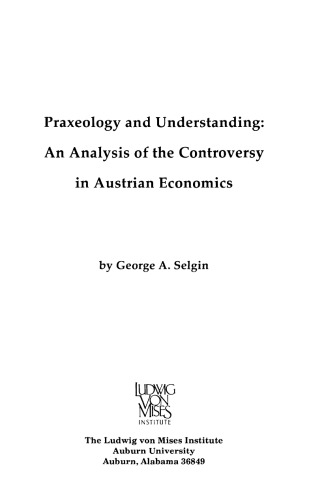 Praxeology and Understanding:
An Analysis of the Controversy
in Austrian Economics
by George A. Selgin
LUDWIG
VON
MISES
INSTITUTE
The Ludwig von Mises Institute
Auburn University
Auburn, Alabama 36849